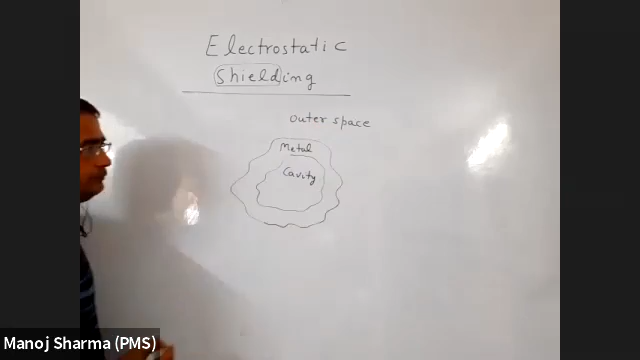 Electrostatic
Shielding
outer space
Metal
Cavity
Manoj Sharma (PMS)